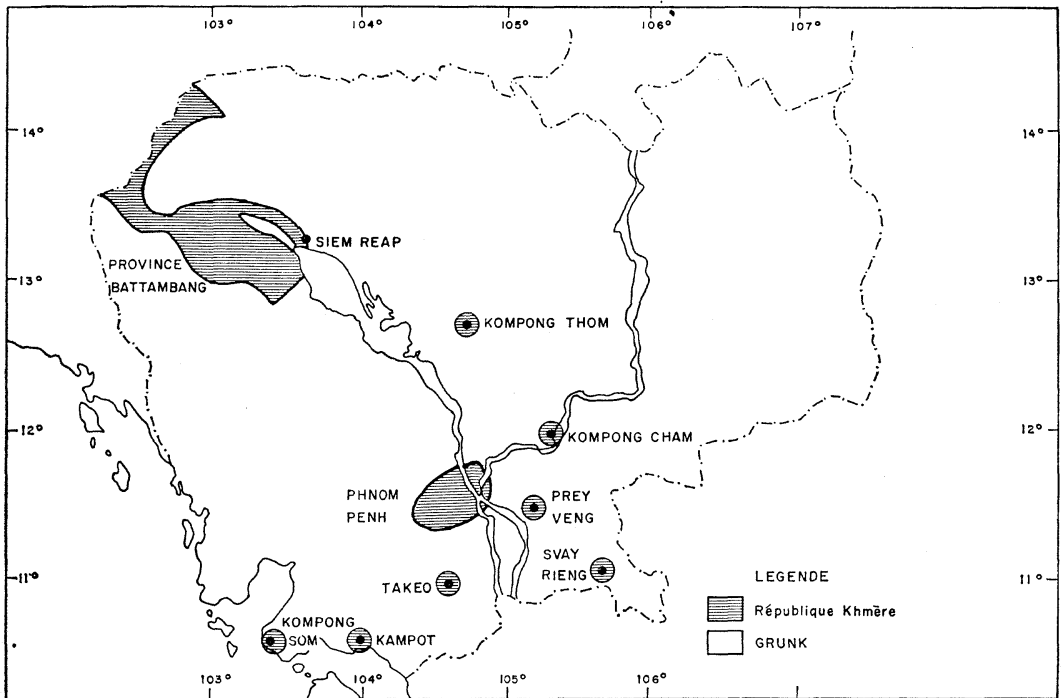 103° 104° 105° 106° 107°
14° 14°
SIEM REAP
PROVINCE
BATTAMBANG
13° 13°
KOMPONG THOM
12° 12°
KOMPONG CHAM
PHNOM
PENH
PREY
VENG
SVAY
RIENG
11° 11°
TAKEO
KOMPONG
SOM
KAMPOT
LEGENDE
République Khmère
GRUNK
103° 104° 105° 106°